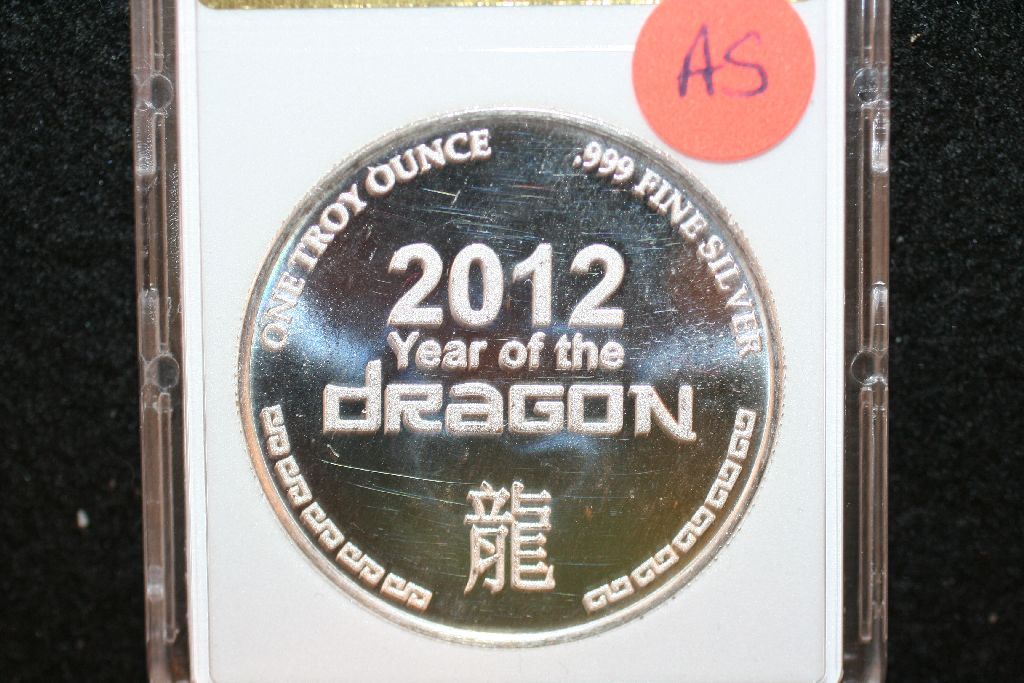 AS
ONE TROY OUNCE
.999 FINE SILVER
2012
Year of the
dRaGON
龍